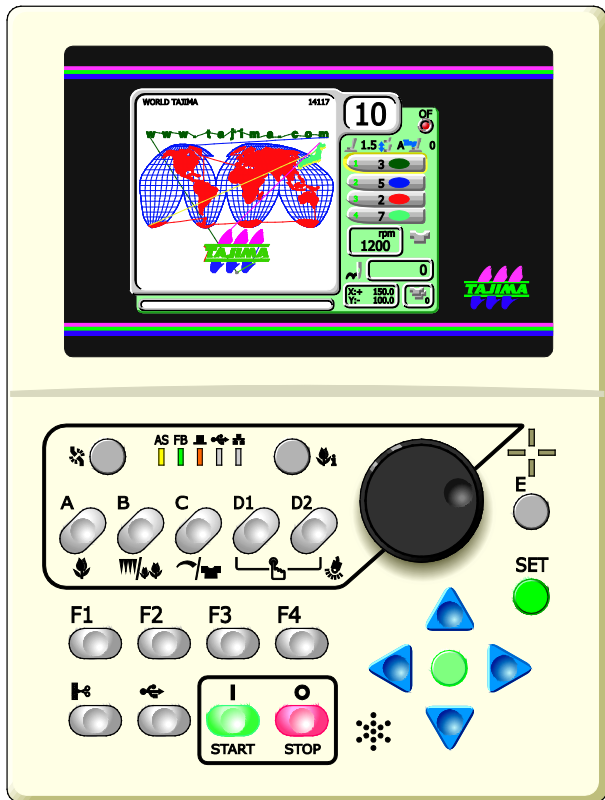 WORLD TAJIMA 14117
www.tajima.com
TAJIMA
10
OF
1.5 A 0
1 3
2 5
3 2
4 7
rpm
1200
0
X:+ 150.0
Y:- 100.0
0
TAJIMA
AS FB
i
E
A B C D1 D2
SET
F1 F2 F3 F4
I O
START STOP